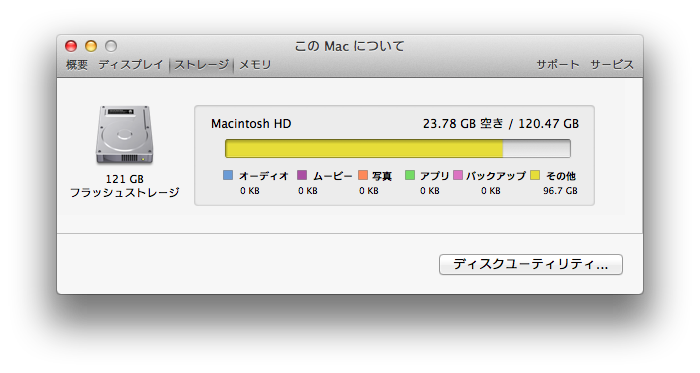 この Mac について
概要 ディスプレイ ストレージ メモリ サポート サービス
Macintosh HD 23.78 GB 空き / 120.47 GB
121 GB
フラッシュストレージ
オーディオ ムービー 写真 アプリ バックアップ その他
0 KB 0 KB 0 KB 0 KB 0 KB 96.7 GB
ディスクユーティリティ...